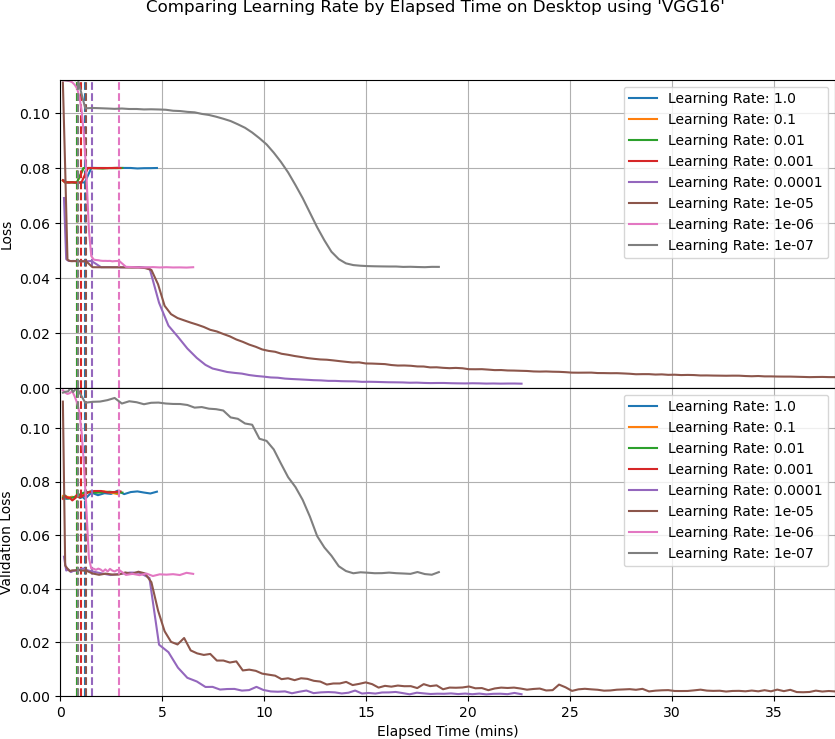 Comparing Learning Rate by Elapsed Time on Desktop using 'VGG16'
Loss
0.10
0.08
0.06
0.04
0.02
0.00
Learning Rate: 1.0
Learning Rate: 0.1
Learning Rate: 0.01
Learning Rate: 0.001
Learning Rate: 0.0001
Learning Rate: 1e-05
Learning Rate: 1e-06
Learning Rate: 1e-07
Validation Loss
0.10
0.08
0.06
0.04
0.02
0.00
Learning Rate: 1.0
Learning Rate: 0.1
Learning Rate: 0.01
Learning Rate: 0.001
Learning Rate: 0.0001
Learning Rate: 1e-05
Learning Rate: 1e-06
Learning Rate: 1e-07
0 5 10 15 20 25 30 35
Elapsed Time (mins)